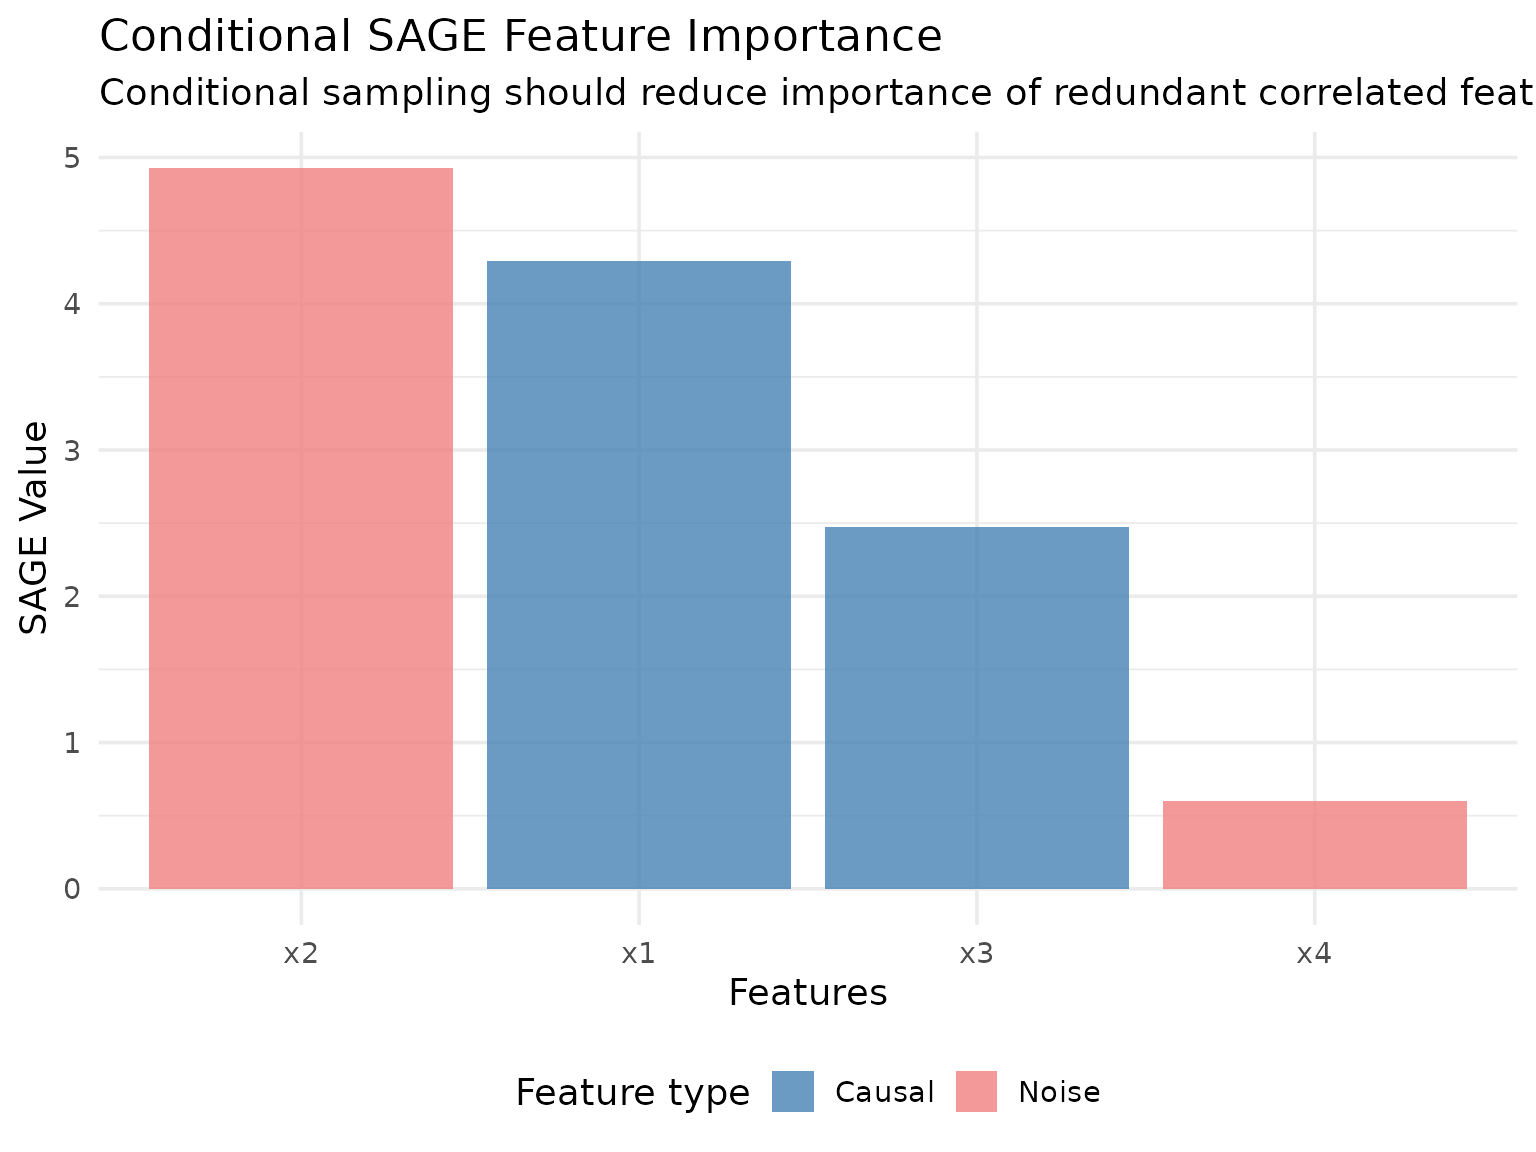 Conditional SAGE Feature Importance
Conditional sampling should reduce importance of redundant correlated feat
5
4
3
2
1
0
SAGE Value
x2 x1 x3 x4
Features
Feature type Causal Noise